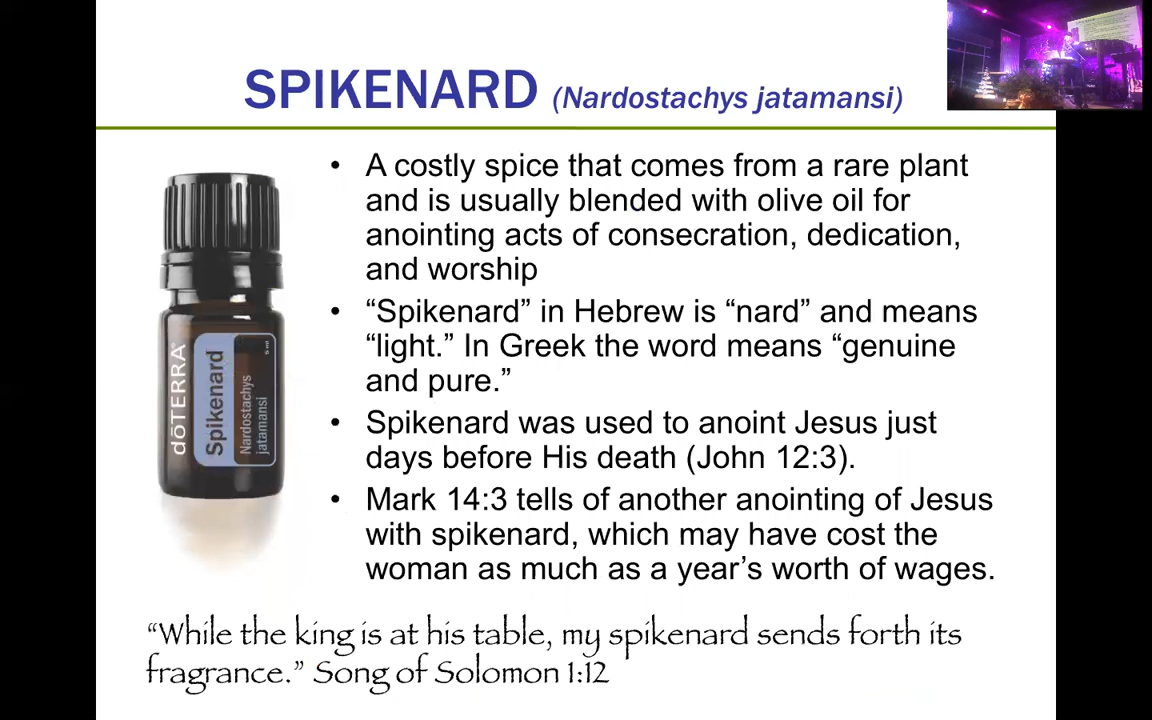 SPIKENARD (Nardostachys jatamansi)
• A costly spice that comes from a rare plant
and is usually blended with olive oil for
anointing acts of consecration, dedication,
and worship
• “Spikenard” in Hebrew is “nard” and means
“light.” In Greek the word means “genuine
and pure.”
• Spikenard was used to anoint Jesus just
days before His death (John 12:3).
• Mark 14:3 tells of another anointing of Jesus
with spikenard, which may have cost the
woman as much as a year’s worth of wages.
dōTERRA®
Spikenard
Nardostachys
jatamansi
5 ml
“While the king is at his table, my spikenard sends forth its
fragrance.” Song of Solomon 1:12